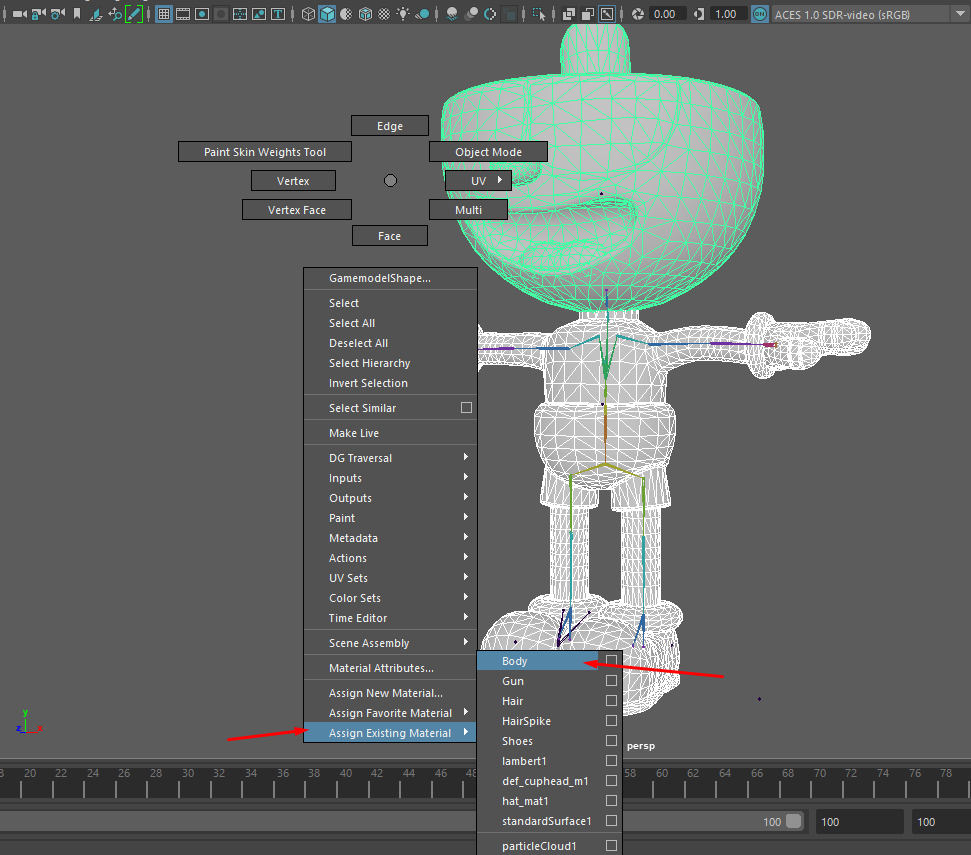 0.00 1.00 ON ACES 1.0 SDR-video (sRGB)
Edge
Paint Skin Weights Tool Object Mode
Vertex UV
Vertex Face Multi
Face
GamemodelShape...
Select
Select All
Deselect All
Select Hierarchy
Invert Selection
Select Similar
Make Live
DG Traversal
Inputs
Outputs
Paint
Metadata
Actions
UV Sets
Color Sets
Time Editor
Scene Assembly
Material Attributes...
Assign New Material...
Assign Favorite Material
Assign Existing Material
Body
Gun
Hair
HairSpike
Shoes
lambert1
def_cuphead_m1
hat_mat1
standardSurface1
particleCloud1
y
z x
persp
20 22 24 26 28 30 32 34 36 38 40 42 44 46 58 60 62 64 66 68 70 72 74 76 78
100 100 100